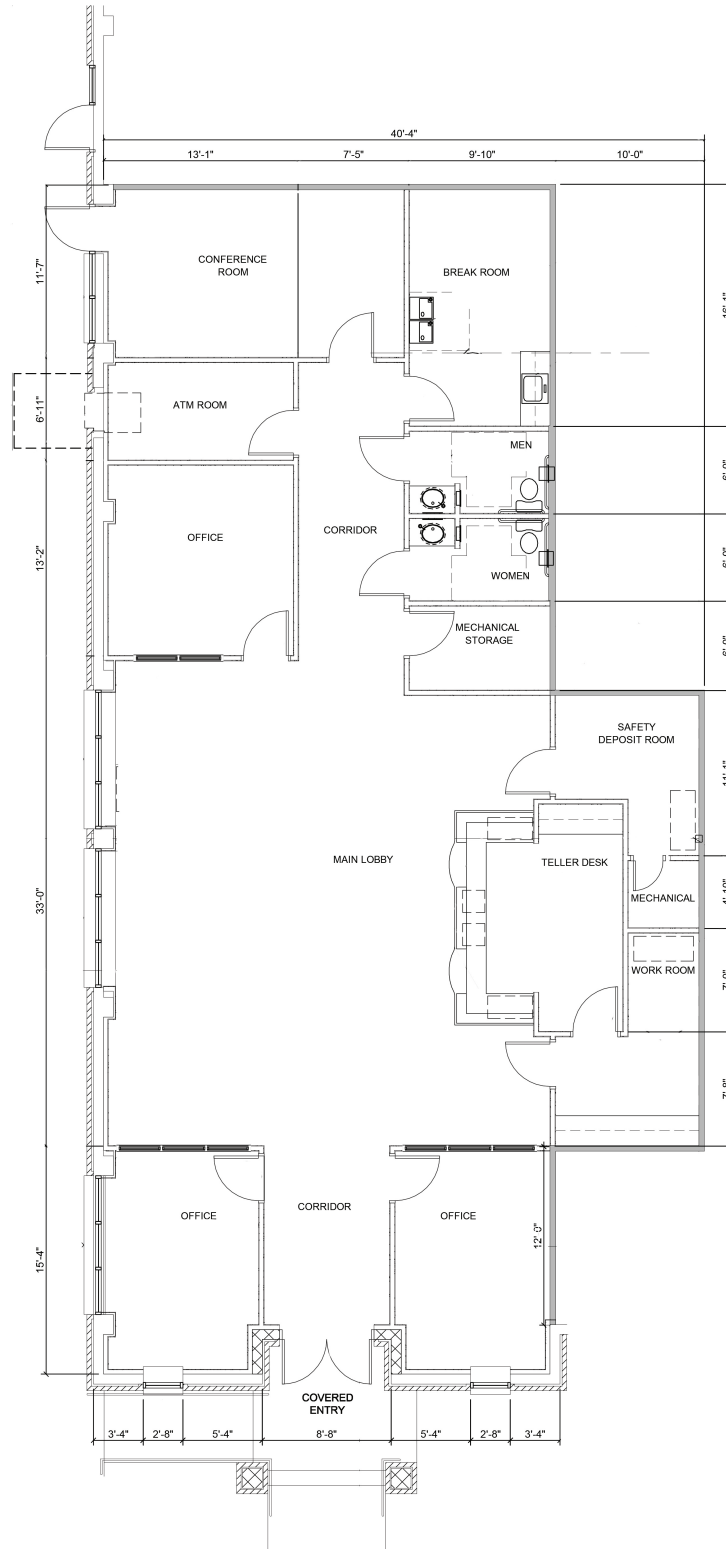 40'-4"
13'-1" 7'-5" 9'-10" 10'-0"
11'-7"
CONFERENCE
ROOM
BREAK ROOM
6'-11"
ATM ROOM
MEN
13'-2"
OFFICE
CORRIDOR
WOMEN
MECHANICAL
STORAGE
SAFETY
DEPOSIT ROOM
MAIN LOBBY
TELLER DESK
33'-0"
MECHANICAL
WORK ROOM
15'-4"
OFFICE
CORRIDOR
OFFICE
12'-0"
COVERED
ENTRY
3'-4" 2'-8" 5'-4" 8'-8" 5'-4" 2'-8" 3'-4"